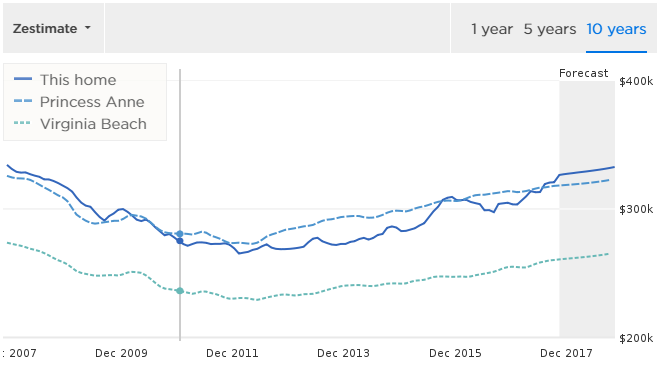 Zestimate
1 year 5 years 10 years
Forecast
This home
Princess Anne
Virginia Beach
$400k
$300k
$200k
: 2007 Dec 2009 Dec 2011 Dec 2013 Dec 2015 Dec 2017